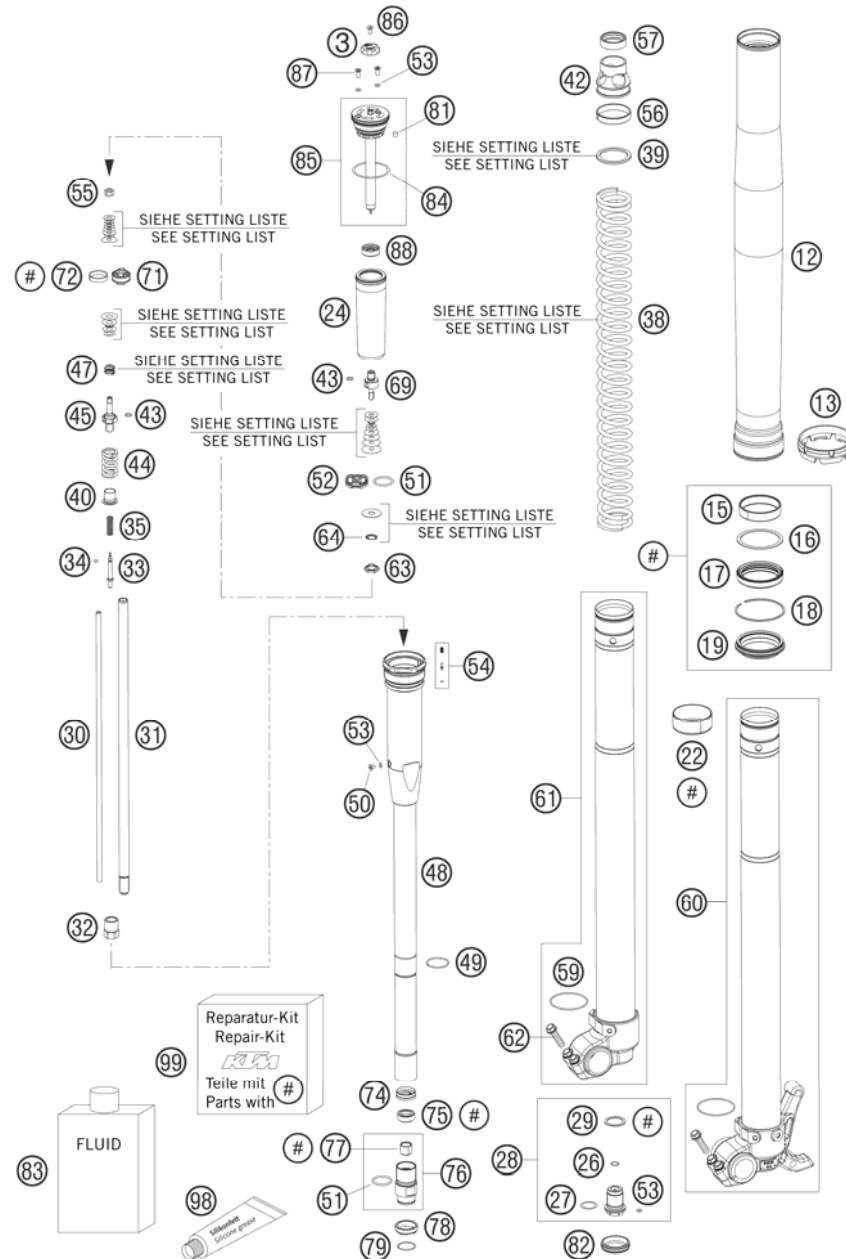 86
3
57
87
53
42
81
56
SIEHE SETTING LISTE
SEE SETTING LIST
39
85
55
SIEHE SETTING LISTE
SEE SETTING LIST
84
12
88
# 72 71
24
SIEHE SETTING LISTE
SEE SETTING LIST
SIEHE SETTING LISTE
SEE SETTING LIST
38
47
SIEHE SETTING LISTE
SEE SETTING LIST
43
69
45
43
13
SIEHE SETTING LISTE
SEE SETTING LIST
44
52
51
40
15
35
SIEHE SETTING LISTE
SEE SETTING LIST
16
64
#
34
33
63
17
18
19
54
30
31
53
22
50
61
#
48
60
32
49
59
Reparatur-Kit
Repair-Kit
KTM
Teile mit
Parts with #
99
62
74
29 #
75 #
FLUID
# 77
28
26
83
76
51
27
53
98
Silikonfett
Silicone grease
78
79
82